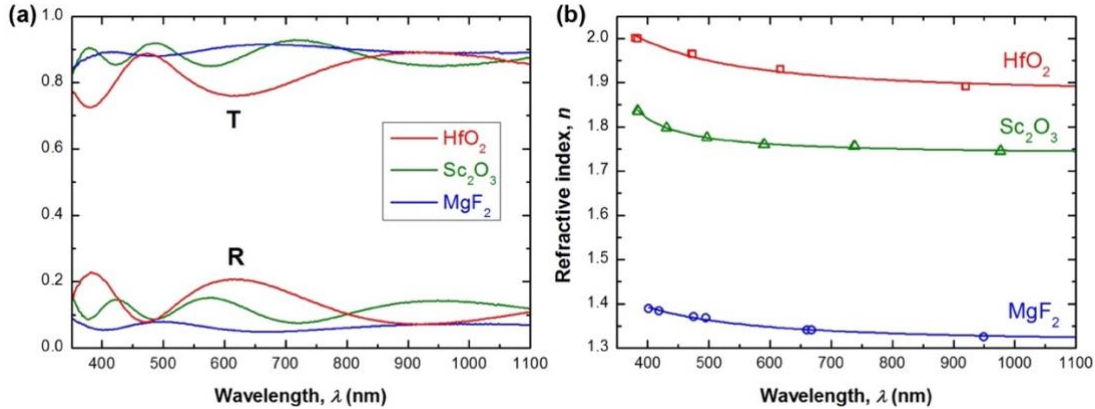 (a)
1.0
0.8
0.6
0.4
0.2
0.0
T
R
HfO₂
Sc₂O₃
MgF₂
400 500 600 700 800 900 1000 1100
Wavelength, λ (nm)
(b)
Refractive index, n
2.0
1.9
1.8
1.7
1.6
1.5
1.4
1.3
HfO₂
Sc₂O₃
MgF₂
400 500 600 700 800 900 1000 1100
Wavelength, λ (nm)